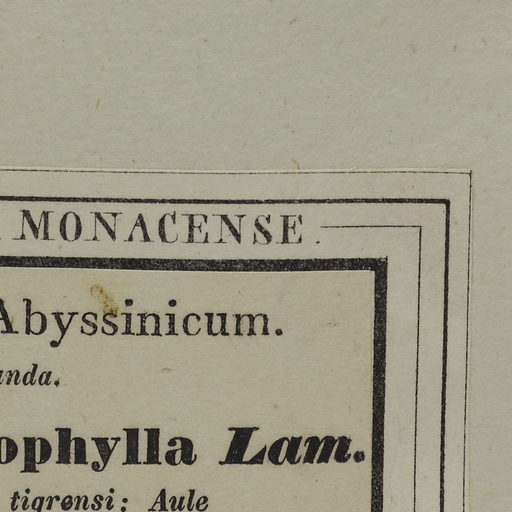 MONACENSE
Abyssinicum.
anda.
ophylla Lam.
tigrensi: Aule